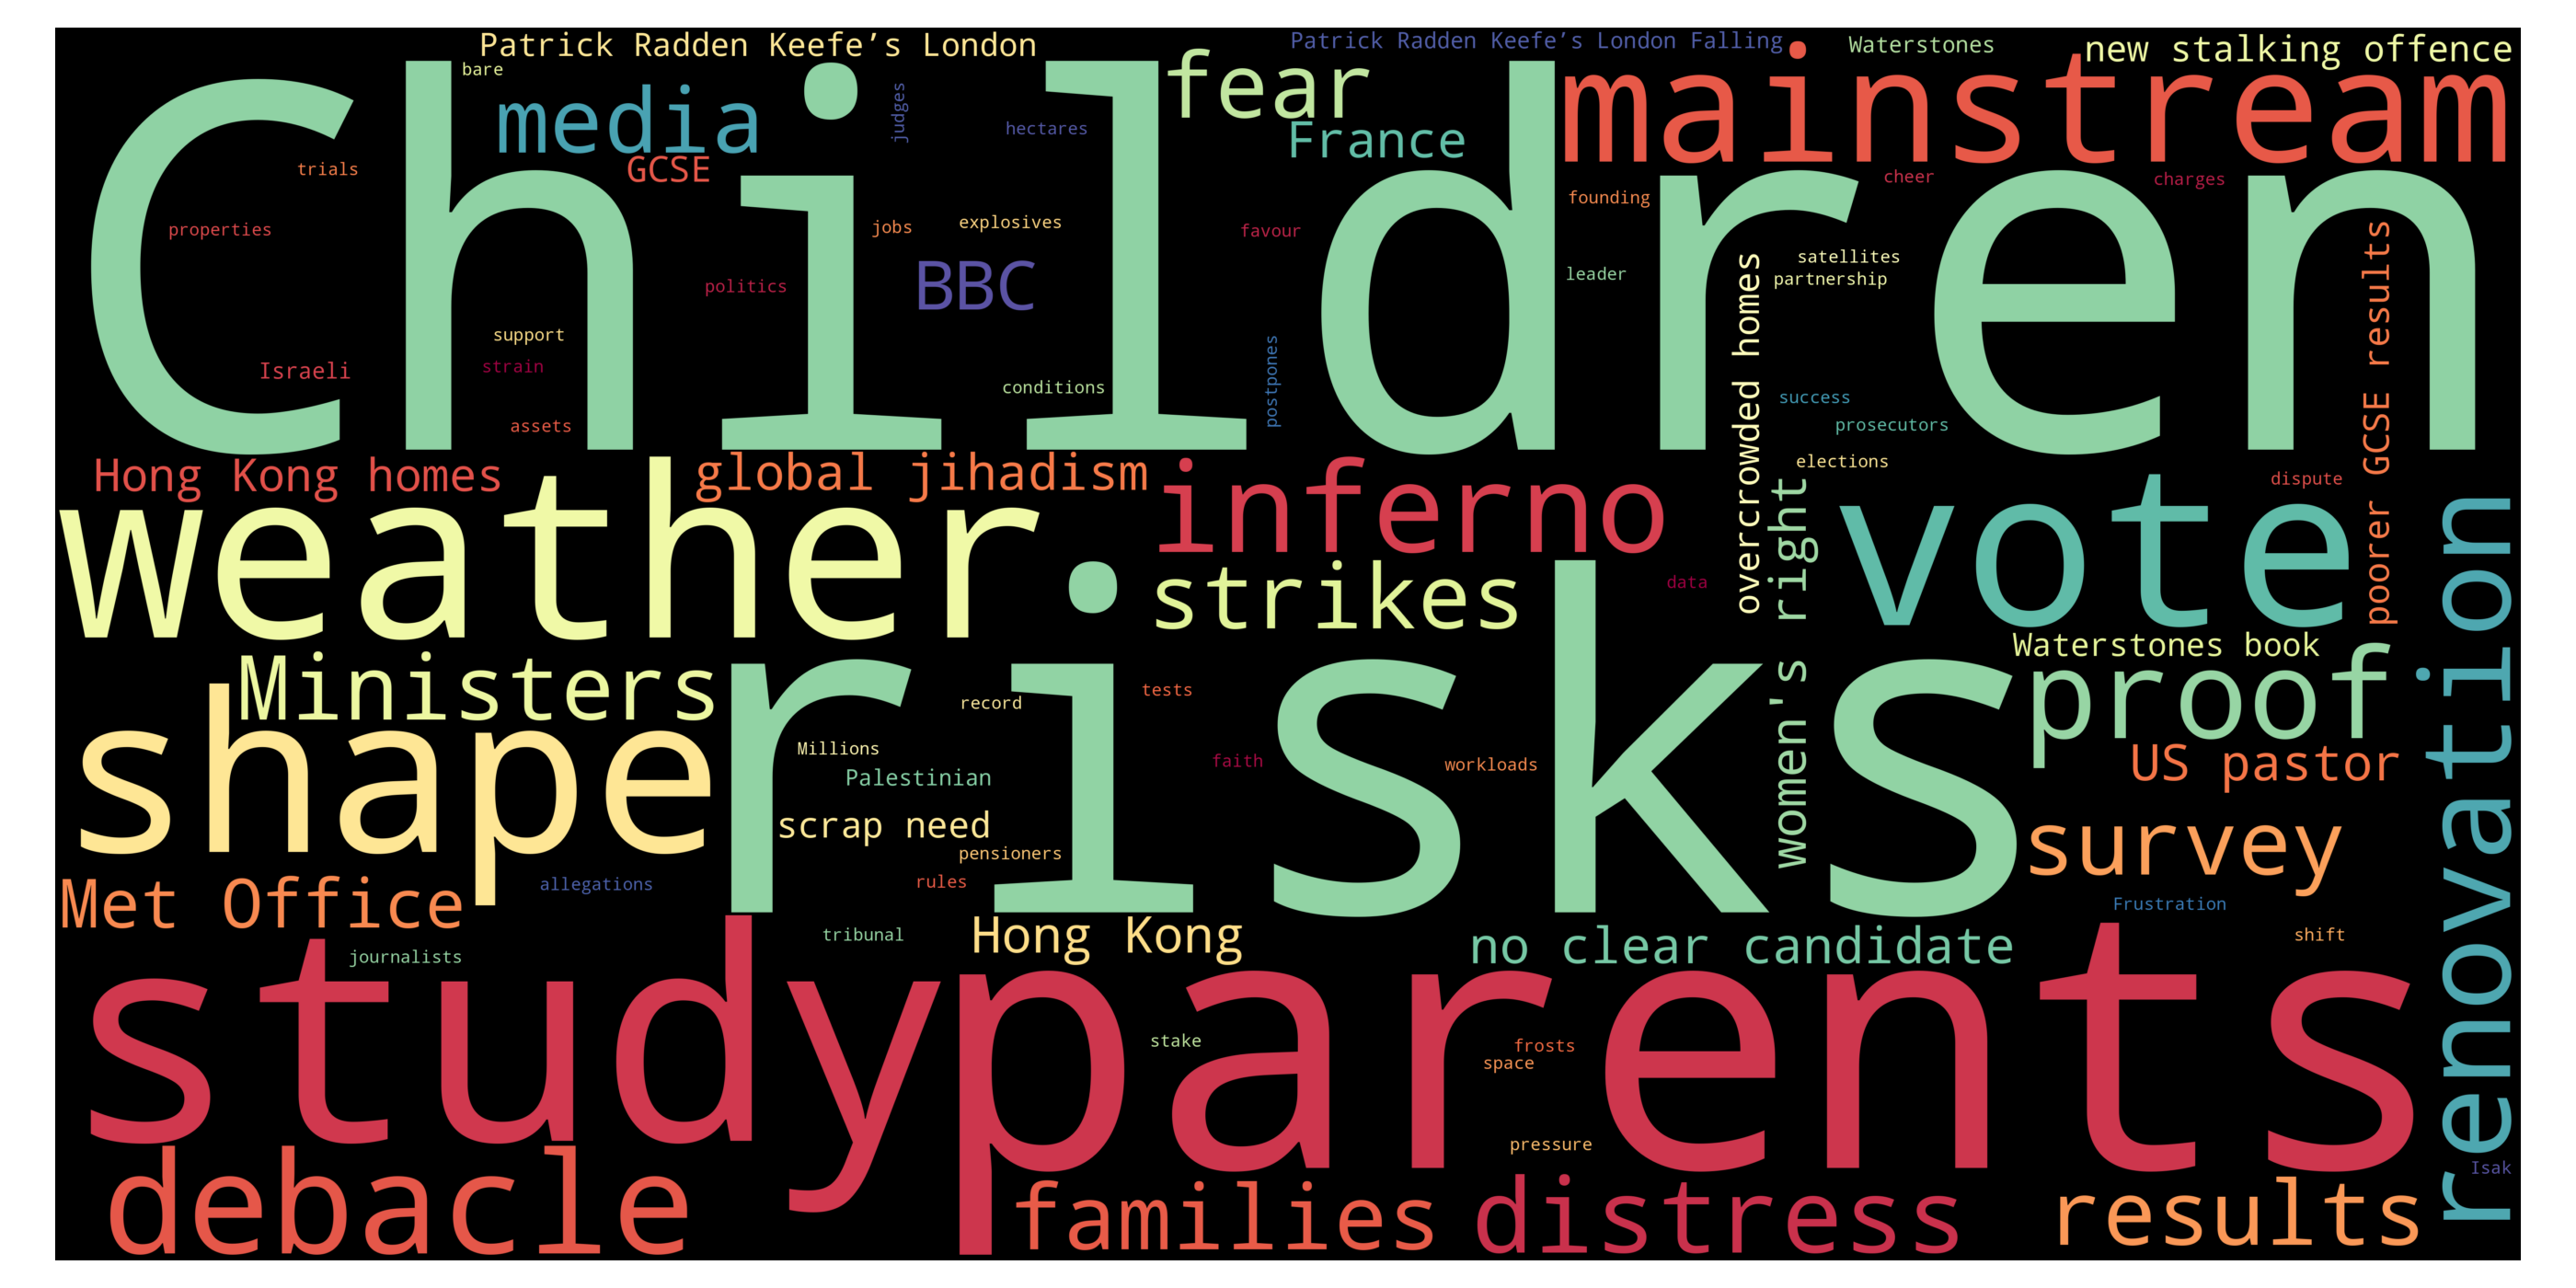 Patrick Radden Keefe’s London
Patrick Radden Keefe’s London Falling
Waterstones
new stalking offence
bare
fear
mainstream
media
judges
hectares
France
GCSE
trials
cheer
charges
Children
founding
properties
jobs
explosives
favour
satellites
leader
partnership
BBC
politics
support
postpones
overcrowded homes
poorer GCSE results
Israeli
strain
conditions
success
assets
prosecutors
Hong Kong homes
global jihadism
inferno
elections
dispute
weather
strikes
data
women's right
vote
renovation
Ministers
risks
Waterstones book
proof
shape
record
tests
Millions
Palestinian
faith
workloads
US pastor
scrap need
survey
pensioners
Met Office
allegations
rules
Frustration
tribunal
Hong Kong
no clear candidate
shift
journalists
study
parents
stake
frosts
space
pressure
Isak
debacle
families
distress
results